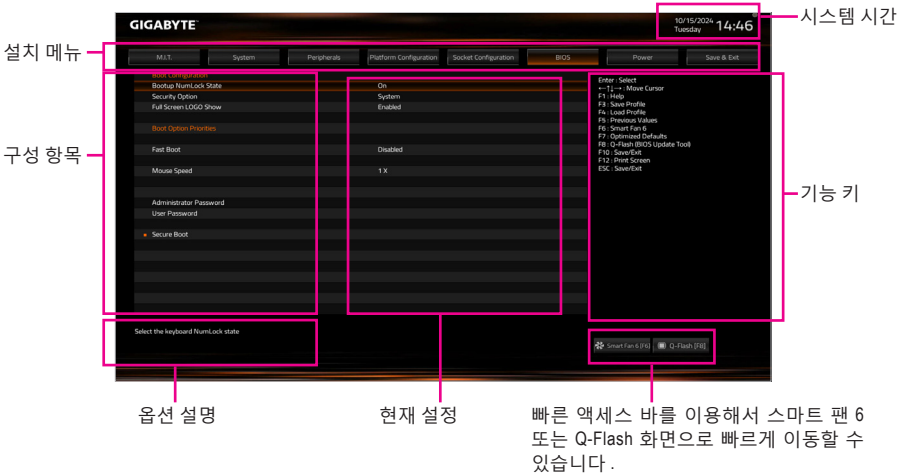 GIGABYTE™
10/15/2024
Tuesday 14:46
시스템 시간
설치 메뉴
M.I.T. System Peripherals Platform Configuration Socket Configuration BIOS Power Save & Exit
구성 항목
Boot Configuration
Bootup NumLock State On
Security Option System
Full Screen LOGO Show Enabled
Boot Option Priorities
Fast Boot Disabled
Mouse Speed 1 X
Administrator Password
User Password
Secure Boot
Enter : Select
←↑↓→ : Move Cursor
F1 : Help
F3 : Save Profile
F4 : Load Profile
F5 : Previous Values
F6 : Smart Fan 6
F7 : Optimized Defaults
F8 : Q-Flash (BIOS Update Tool)
F10 : Save/Exit
F12 : Print Screen
ESC : Save/Exit
기능 키
Select the keyboard NumLock state
Smart Fan 6 [F6] Q-Flash [F8]
옵션 설명
현재 설정
빠른 액세스 바를 이용해서 스마트 팬 6
또는 Q-Flash 화면으로 빠르게 이동할 수
있습니다 .